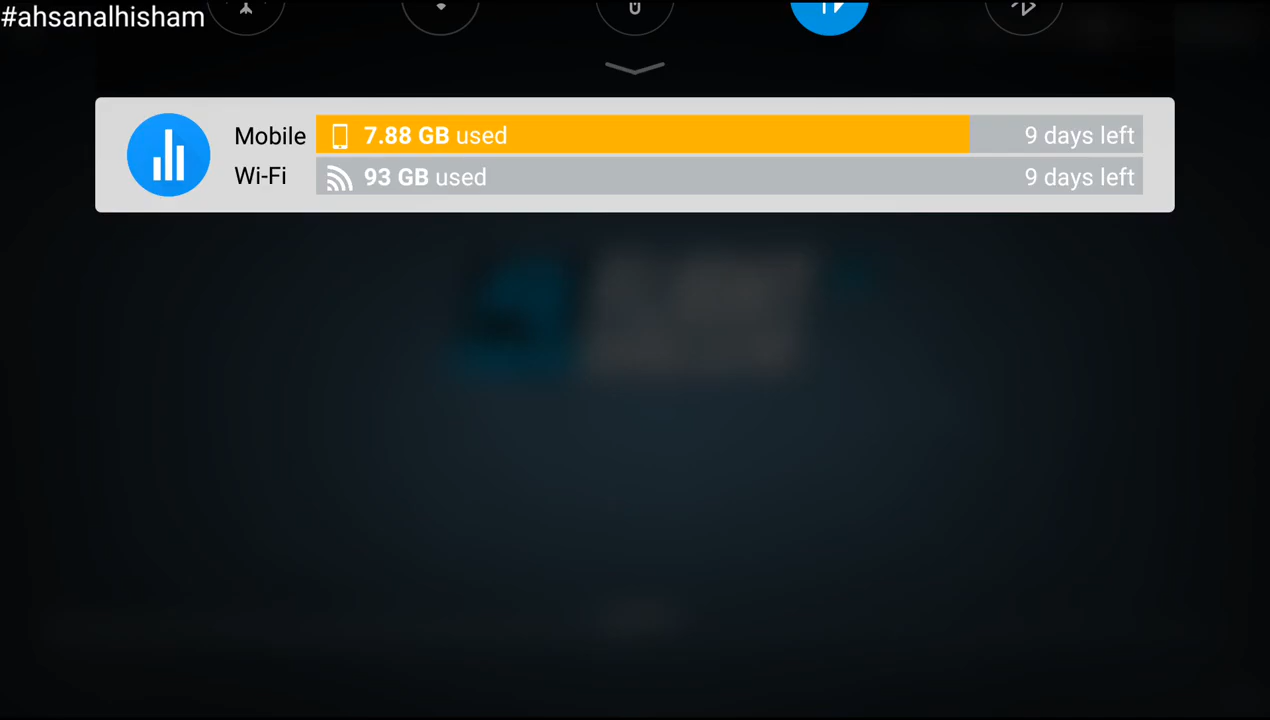 #ahsanalhisham
Mobile 7.88 GB used 9 days left
Wi-Fi 93 GB used 9 days left